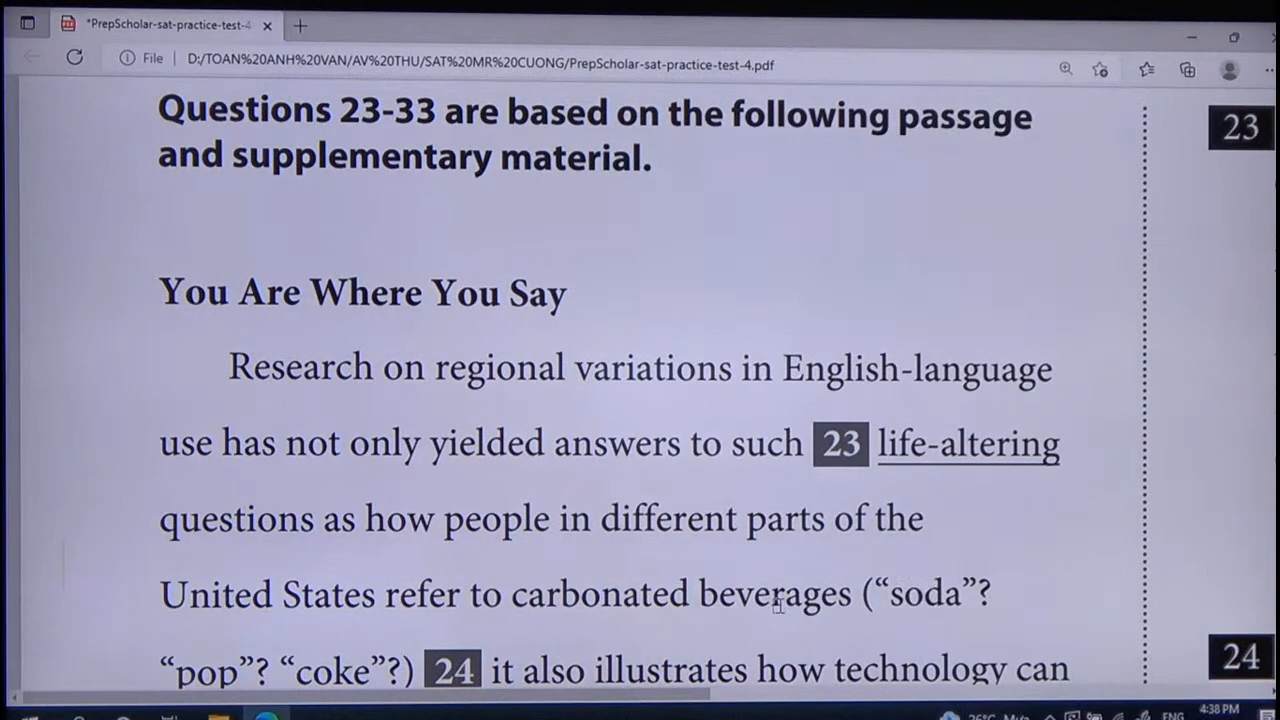 *PrepScholar-sat-practice-test-4
File
D:/TOAN%20ANH%20VAN/AV%20THU/SAT%20MR%20CUONG/PrepScholar-sat-practice-test-4.pdf
Questions 23-33 are based on the following passage
and supplementary material.
23
You Are Where You Say
Research on regional variations in English-language
use has not only yielded answers to such 23 life-altering
questions as how people in different parts of the
United States refer to carbonated beverages (“soda”?
“pop”? “coke”?) 24 it also illustrates how technology can
24
ENG
4:38 PM